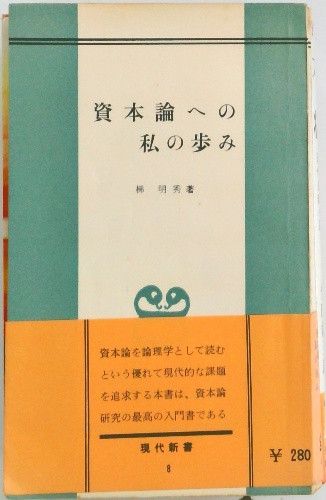 資本論への
私の歩み
梯 明秀著
資本論を論理学として読む
という優れて現代的な課題
を追求する本書は、資本論
研究の最高の入門書である
現代新書
8
¥ 280